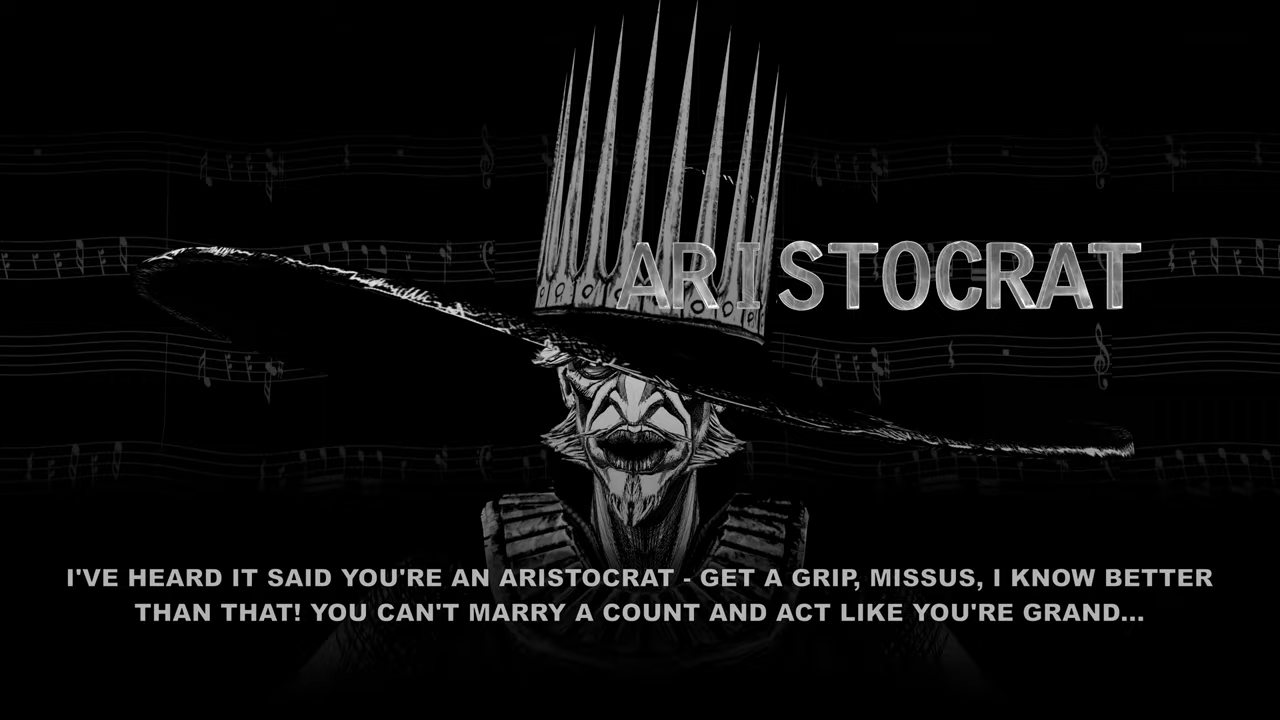 ARISTOCRAT
I'VE HEARD IT SAID YOU'RE AN ARISTOCRAT - GET A GRIP, MISSUS, I KNOW BETTER
THAN THAT! YOU CAN'T MARRY A COUNT AND ACT LIKE YOU'RE GRAND...